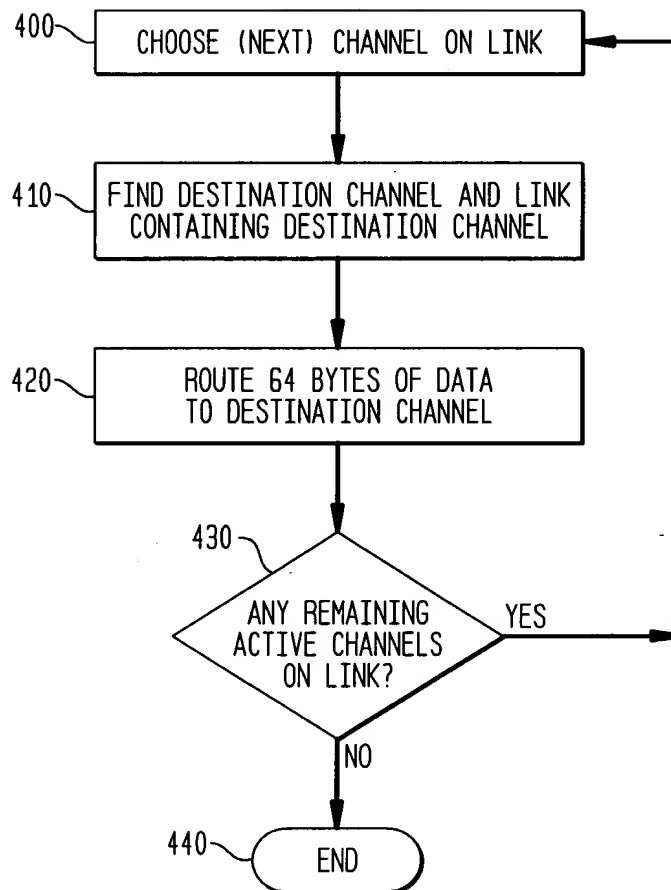 400
CHOOSE (NEXT) CHANNEL ON LINK
410
FIND DESTINATION CHANNEL AND LINK
CONTAINING DESTINATION CHANNEL
420
ROUTE 64 BYTES OF DATA
TO DESTINATION CHANNEL
430
ANY REMAINING
ACTIVE CHANNELS
ON LINK?
YES
NO
440
END